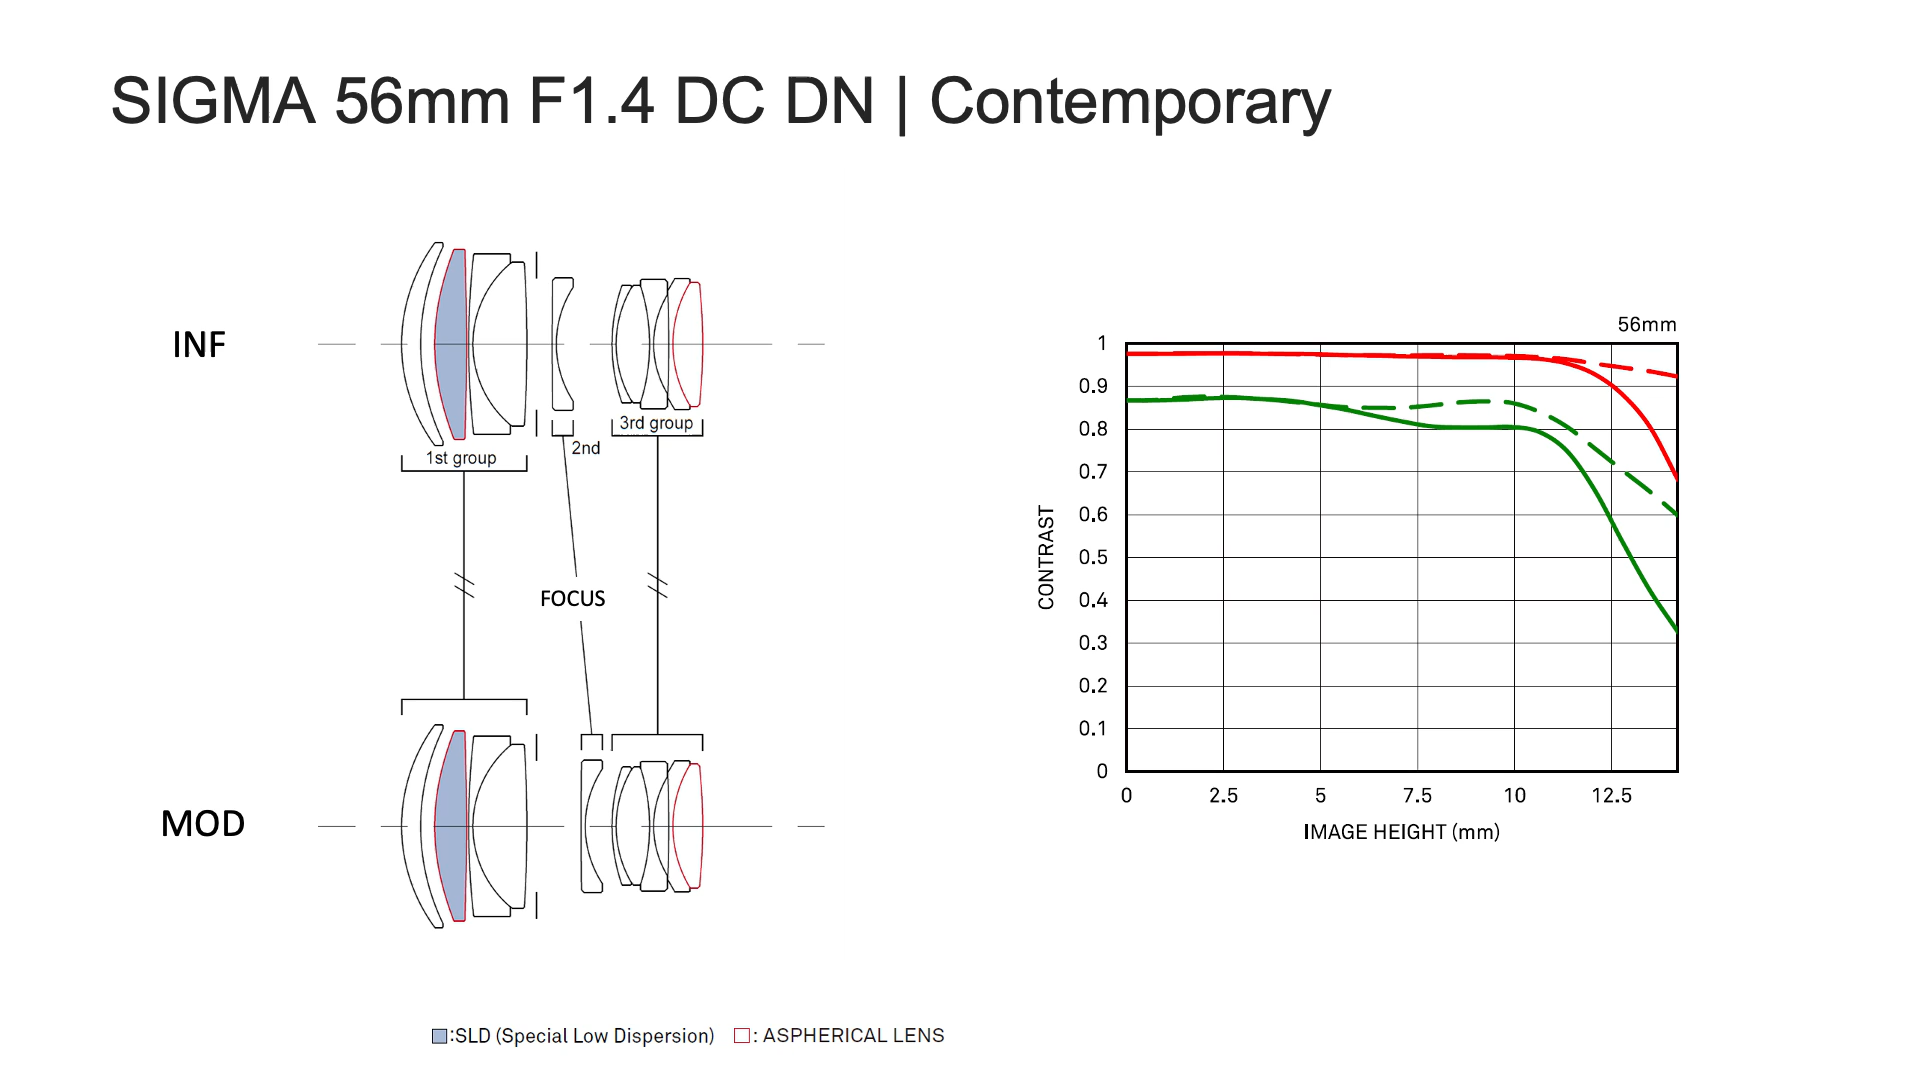 SIGMA 56mm F1.4 DC DN | Contemporary
INF
1st group
2nd
3rd group
FOCUS
MOD
:SLD (Special Low Dispersion)
: ASPHERICAL LENS
56mm
CONTRAST
1
0.9
0.8
0.7
0.6
0.5
0.4
0.3
0.2
0.1
0
0 2.5 5 7.5 10 12.5
IMAGE HEIGHT (mm)